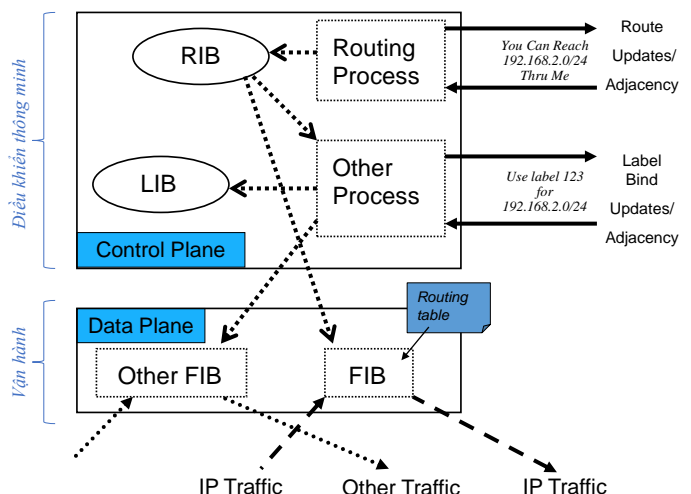 Điều khiển thông minh
RIB
Routing
Process
You Can Reach
192.168.2.0/24
Thru Me
Route
Updates/
Adjacency
LIB
Other
Process
Use label 123
for
192.168.2.0/24
Label
Bind
Updates/
Adjacency
Control Plane
Vận hành
Data Plane
Routing
table
Other FIB
FIB
IP Traffic
Other Traffic
IP Traffic